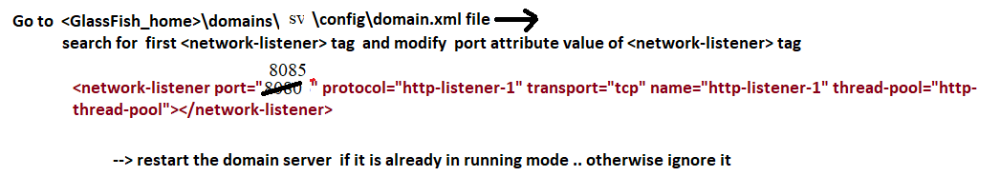 Go to <GlassFish_home>\domains\ sv \config\domain.xml file
search for first <network-listener> tag and modify port attribute value of <network-listener> tag
8085
<network-listener port="8080 " protocol="http-listener-1" transport="tcp" name="http-listener-1" thread-pool="http-
thread-pool"></network-listener>
--> restart the domain server if it is already in running mode .. otherwise ignore it